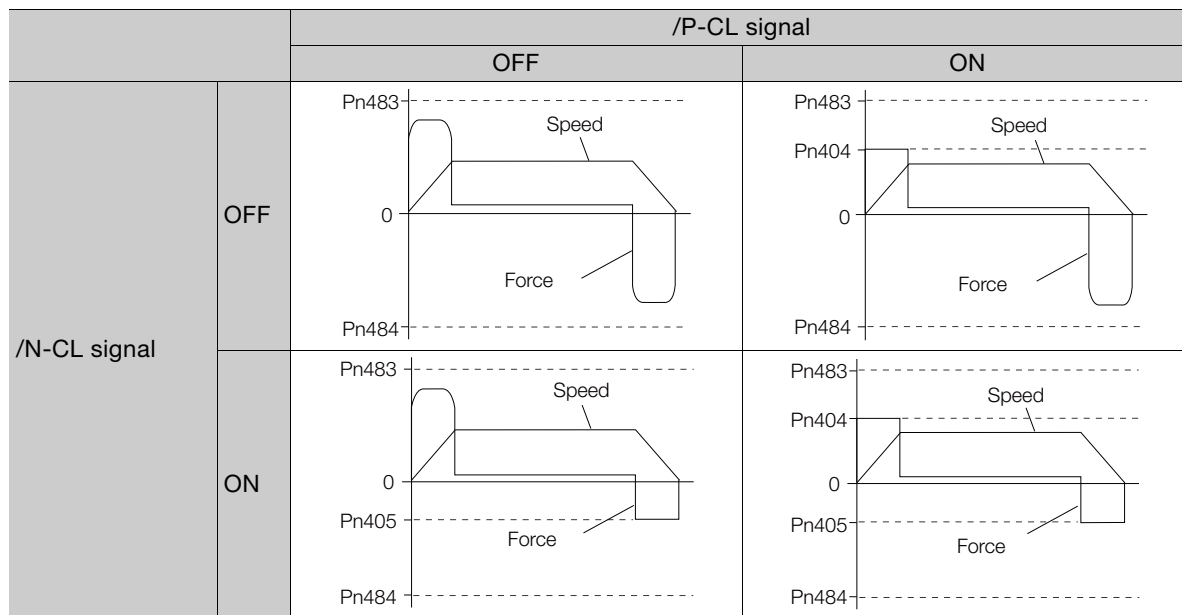 /P-CL signal
OFF
ON
/N-CL signal
OFF
Pn483
Speed
0
Force
Pn484
Pn483
Pn404
Speed
0
Force
Pn484
ON
Pn483
Speed
0
Pn405
Force
Pn484
Pn483
Pn404
Speed
0
Pn405
Force
Pn484